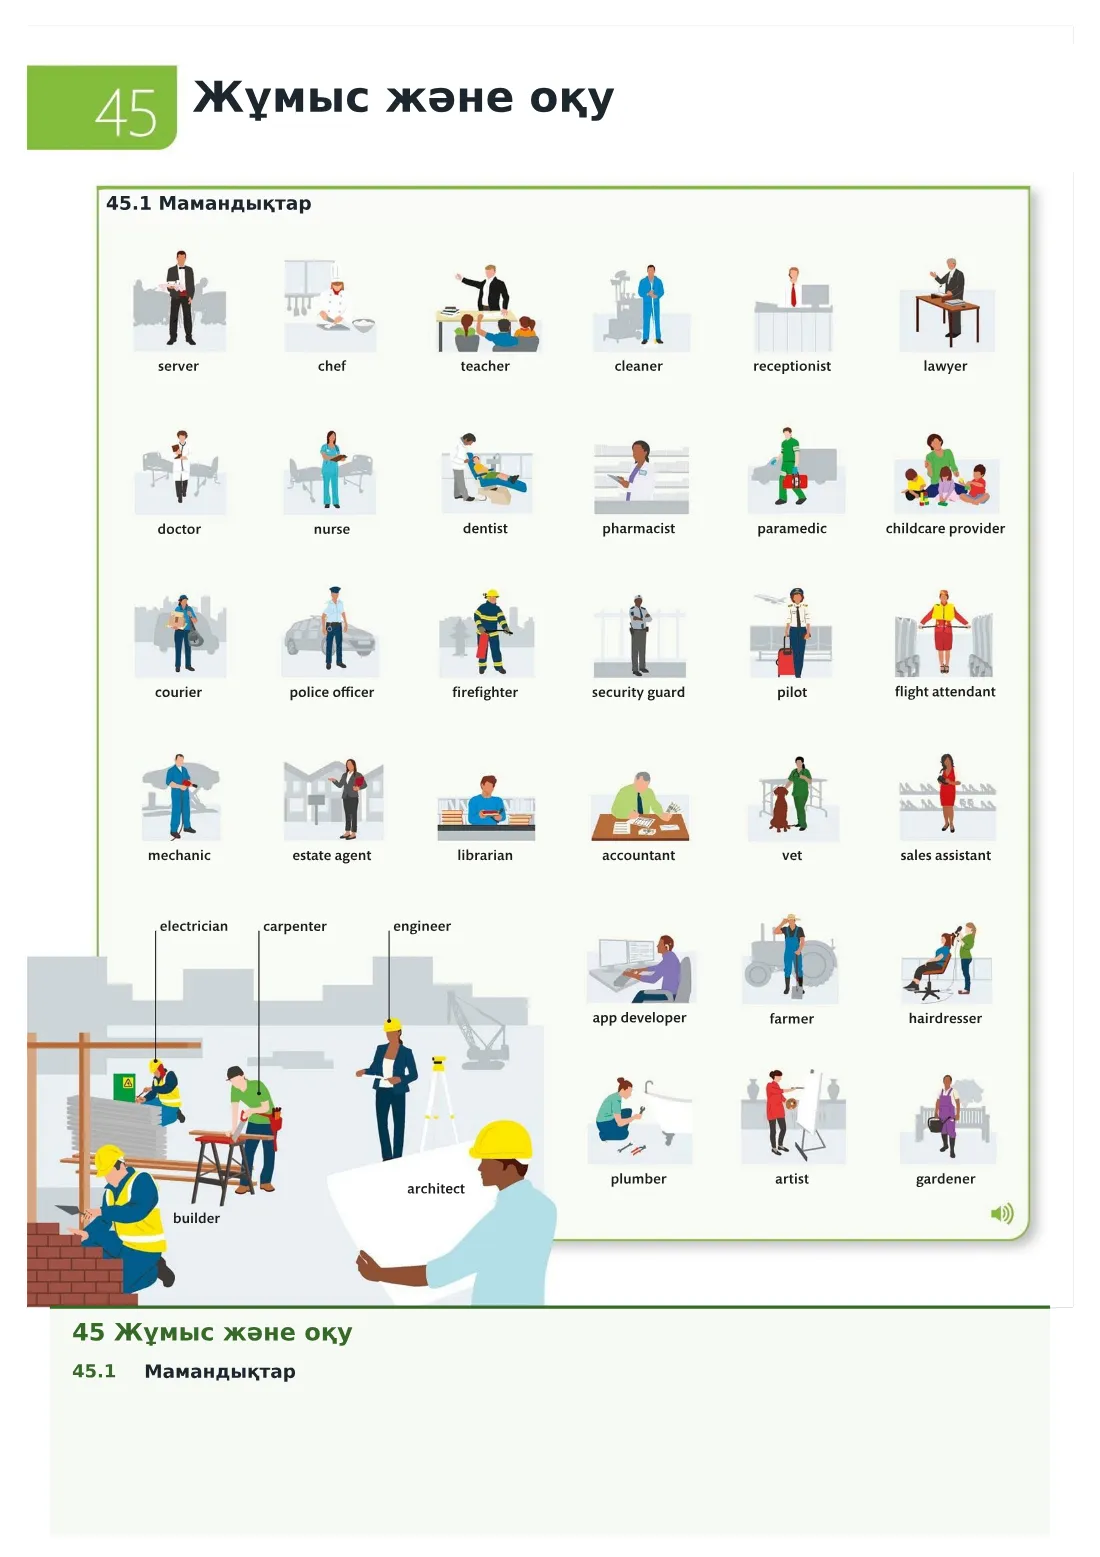 45 Жұмыс және оқу
45.1 Мамандықтар
server chef teacher cleaner receptionist lawyer
doctor nurse dentist pharmacist paramedic childcare provider
courier police officer firefighter security guard pilot flight attendant
mechanic estate agent librarian accountant vet sales assistant
electrician carpenter engineer
app developer farmer hairdresser
plumber artist gardener
architect
builder
45 Жұмыс және оқу
45.1 Мамандықтар